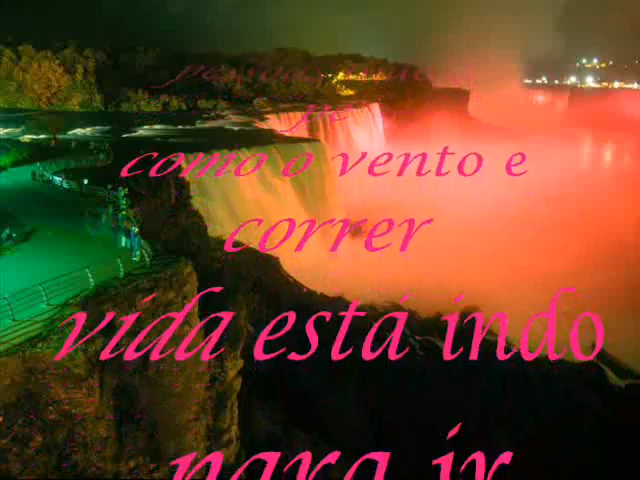 como o vento e
correr
vida está indo
para ir